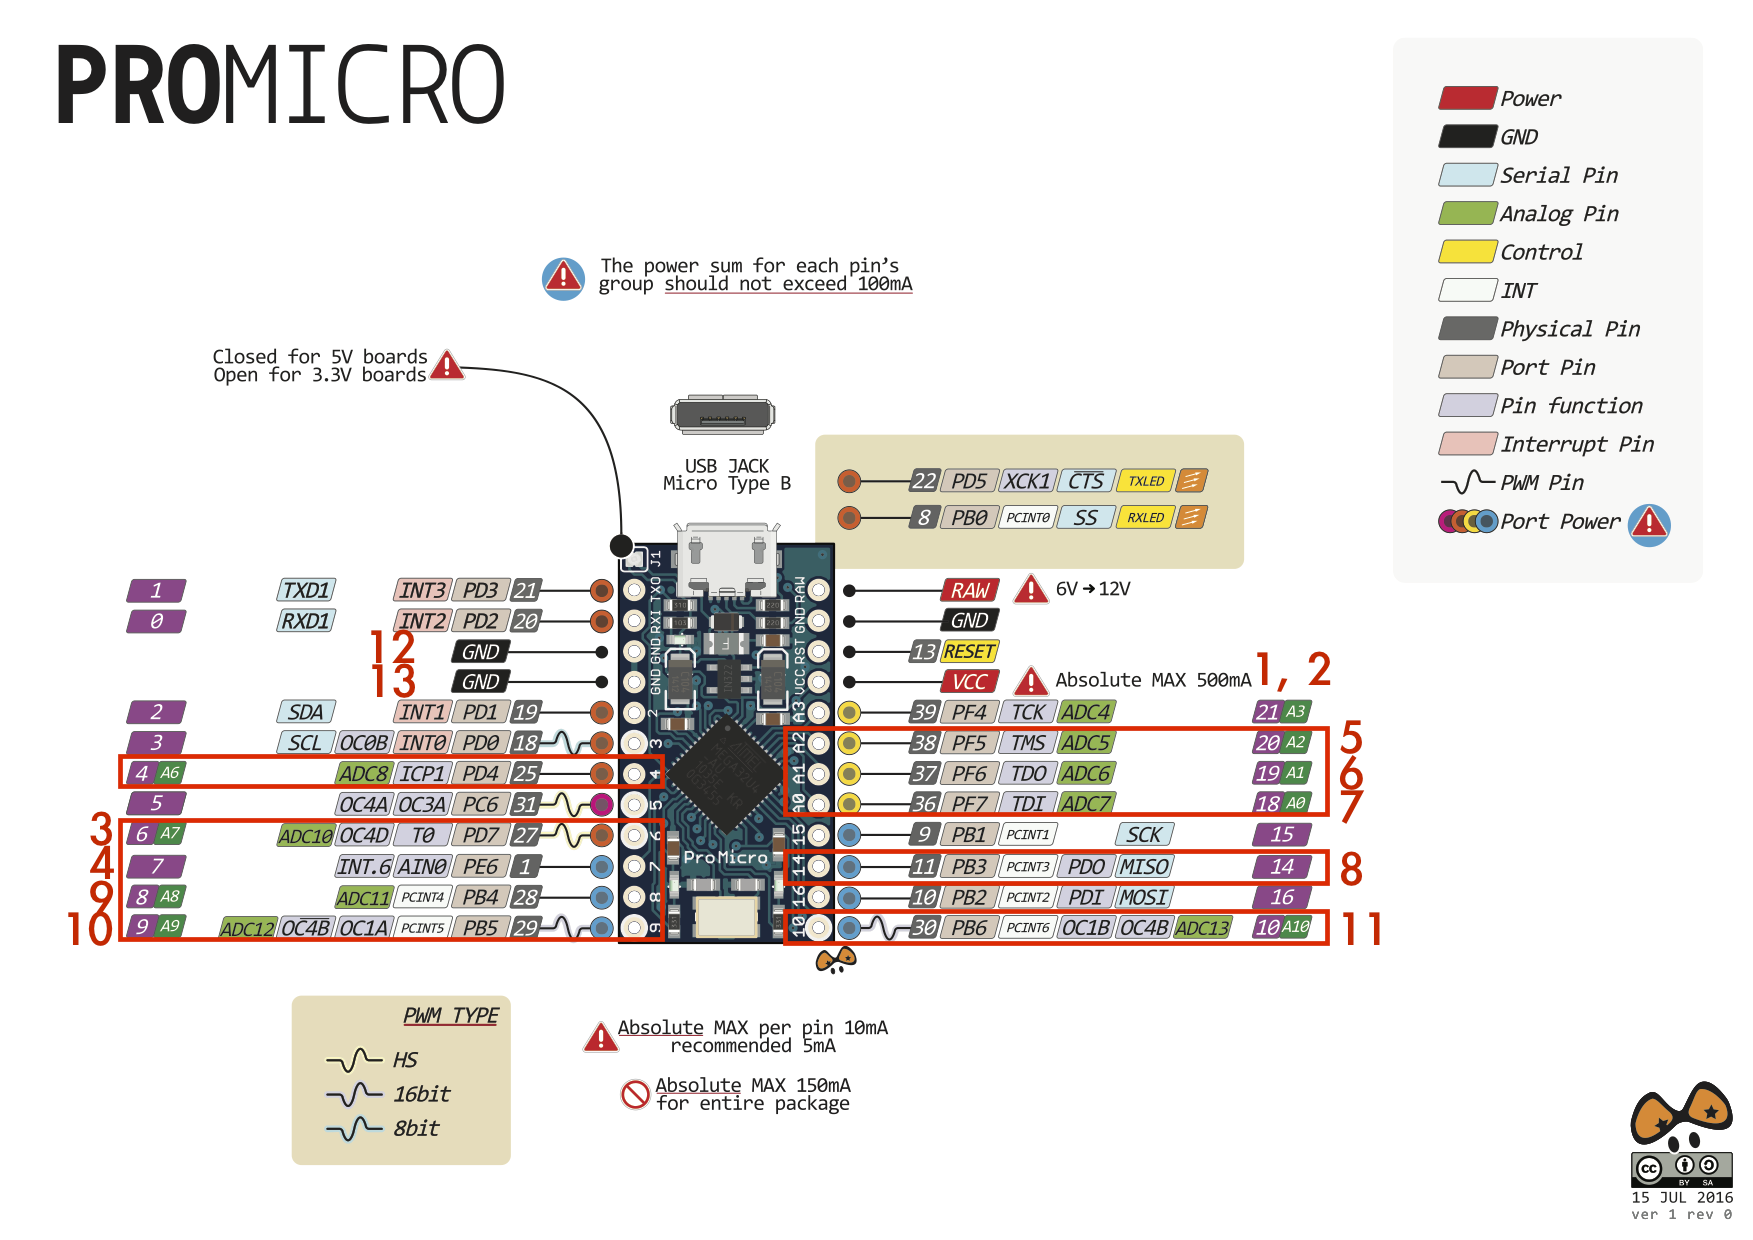 PROMICRO
Power
GND
Serial Pin
Analog Pin
Control
INT
Physical Pin
Port Pin
Pin function
Interrupt Pin
PWM Pin
Port Power
The power sum for each pin's
group should not exceed 100mA
Closed for 5V boards
Open for 3.3V boards
USB JACK
Micro Type B
22 PD5 XCK1 CTS TXLED
8 PB0 PCINT0 SS RXLED
J1
1 TXD1 INT3 PD3 21 TXO
0 RXD1 INT2 PD2 20 RXI
12 GND GND
13 GND GND
2 SDA INT1 PD1 19 2
3 SCL OC0B INT0 PD0 18 3
4 A6 ADC8 ICP1 PD4 25 4
5 OC4A OC3A PC6 31 5
3 6 A7 ADC10 OC4D T0 PD7 27 6
4 7 INT.6 AIN0 PE6 1 7
9 8 A8 ADC11 PCINT4 PB4 28 8
10 9 A9 ADC12 OC4B OC1A PCINT5 PB5 29 9
ProMicro
RAW RAW 6V → 12V
GND GND
RST 13 RESET
VCC VCC Absolute MAX 500mA 1, 2
A3 39 PF4 TCK ADC4 21 A3
A2 38 PF5 TMS ADC5 20 A2 5
A1 37 PF6 TDO ADC6 19 A1 6
A0 36 PF7 TDI ADC7 18 A0 7
15 9 PB1 PCINT1 SCK 15
14 11 PB3 PCINT3 PDO MISO 14 8
16 10 PB2 PCINT2 PDI MOSI 16
10 30 PB6 PCINT6 OC1B OC4B ADC13 10 A10 11
PWM TYPE
HS
16bit
8bit
Absolute MAX per pin 10mA
recommended 5mA
Absolute MAX 150mA
for entire package
cc BY SA
15 JUL 2016
ver 1 rev 0